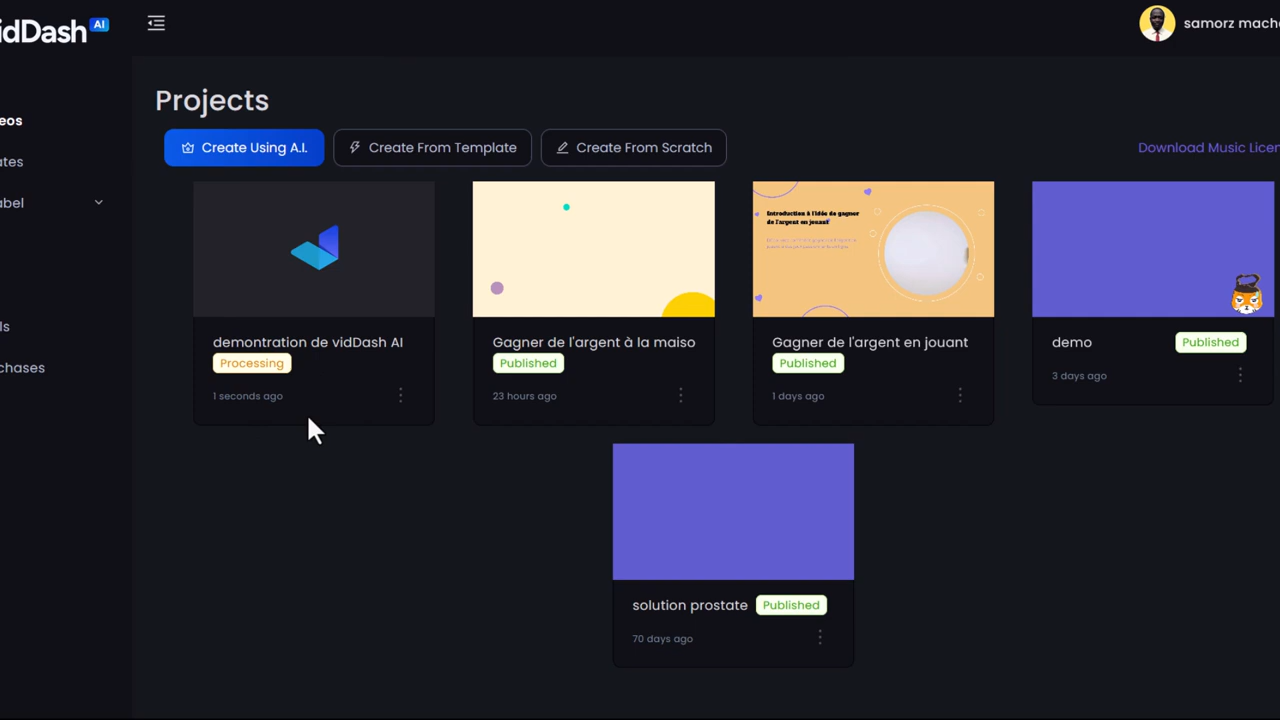 idDash AI
samorz mach
eos
ates
abel
ls
chases
Projects
Create Using A.I.
Create From Template
Create From Scratch
Download Music Licen
demontration de vidDash AI
Processing
1 seconds ago
Gagner de l'argent à la maiso
Published
23 hours ago
Introduction à l'idée de gagner
de l'argent en jouant
Gagner de l'argent en jouant
Published
1 days ago
demo
Published
3 days ago
solution prostate
Published
70 days ago